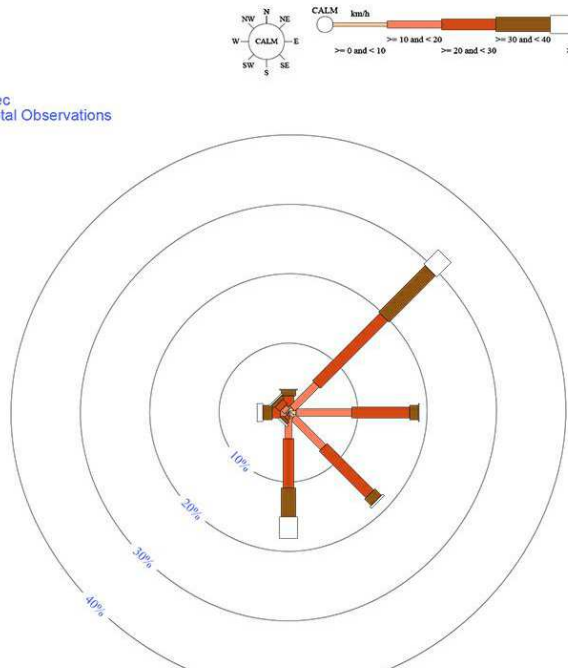 N
NW NE
W CALM E
SW SE
S
CALM km/h
>= 10 and < 20 >= 30 and < 40
>= 0 and < 10 >= 20 and < 30 >
ec
tal Observations
10%
20%
30%
40%